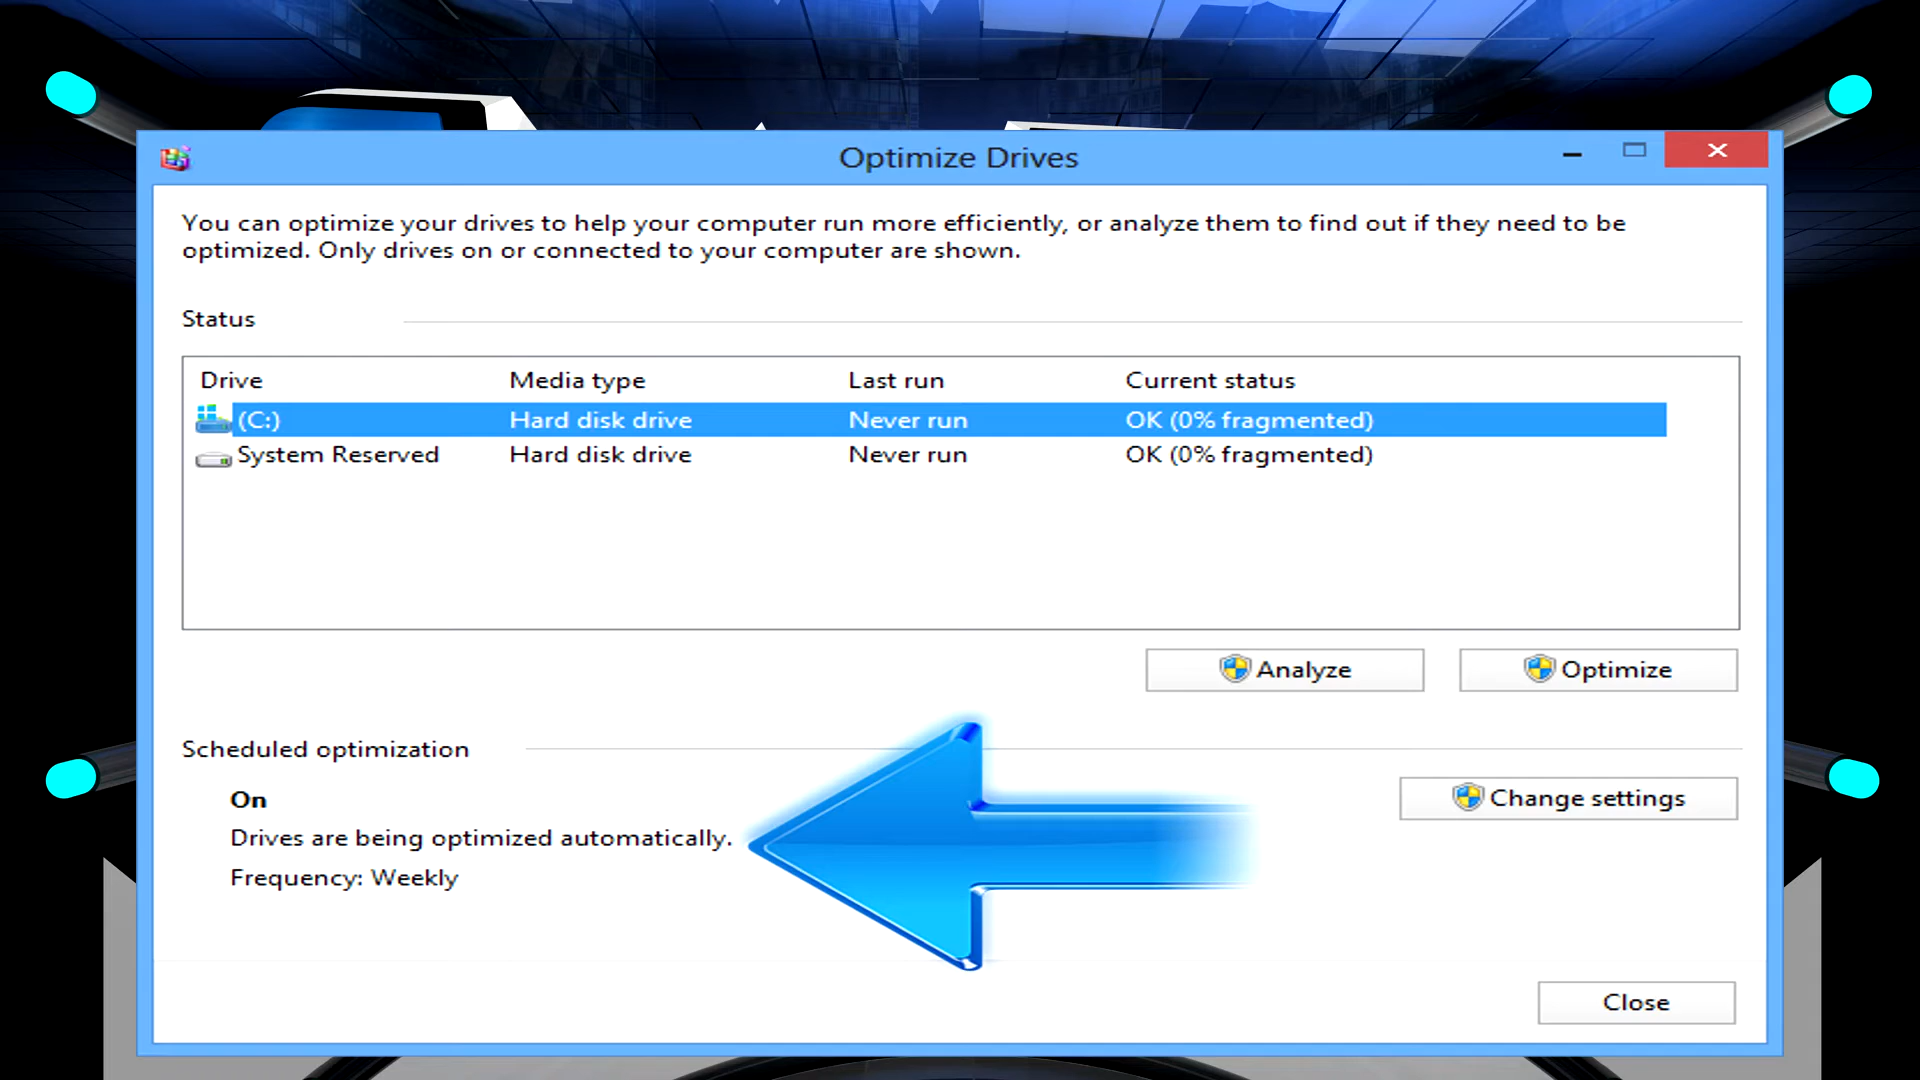 Optimize Drives
You can optimize your drives to help your computer run more efficiently, or analyze them to find out if they need to be
optimized. Only drives on or connected to your computer are shown.
Status
Drive Media type Last run Current status
(C:) Hard disk drive Never run OK (0% fragmented)
System Reserved Hard disk drive Never run OK (0% fragmented)
Analyze Optimize
Scheduled optimization
On
Change settings
Drives are being optimized automatically.
Frequency: Weekly
Close